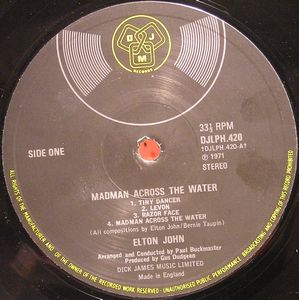 D J M
RECORDS
33⅓ RPM
DJLPH.420
†DJLPH.420-A†
℗ 1971
STEREO
SIDE ONE
MADMAN ACROSS THE WATER
1. TINY DANCER
2. LEVON
3. RAZOR FACE
4. MADMAN ACROSS THE WATER
(All compositions by Elton John/Bernie Taupin)
ELTON JOHN
Arranged and Conducted by Paul Buckmaster
Produced by Gus Dudgeon
DICK JAMES MUSIC LIMITED
Made in England
ALL RIGHTS OF THE MANUFACTURER AND OF THE OWNER OF THE RECORDED WORK RESERVED · UNAUTHORISED PUBLIC PERFORMANCE, BROADCASTING AND COPYING OF THIS RECORD PROHIBITED